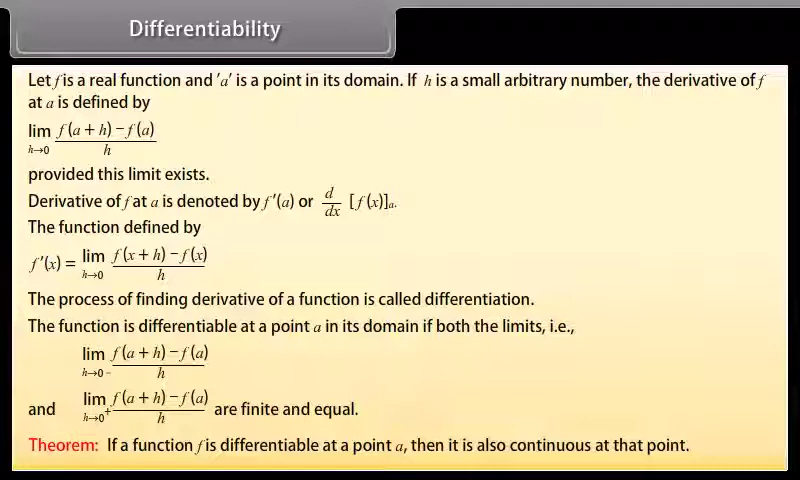 Differentiability
Let f is a real function and 'a' is a point in its domain. If h is a small arbitrary number, the derivative of f
at a is defined by
lim h→0 f(a + h) − f(a) / h
provided this limit exists.
Derivative of f at a is denoted by f'(a) or d/dx [f(x)]a.
The function defined by
f'(x) = lim h→0 f(x + h) − f(x) / h
The process of finding derivative of a function is called differentiation.
The function is differentiable at a point a in its domain if both the limits, i.e.,
lim h→0− f(a + h) − f(a) / h
and lim h→0+ f(a + h) − f(a) / h are finite and equal.
Theorem: If a function f is differentiable at a point a, then it is also continuous at that point.